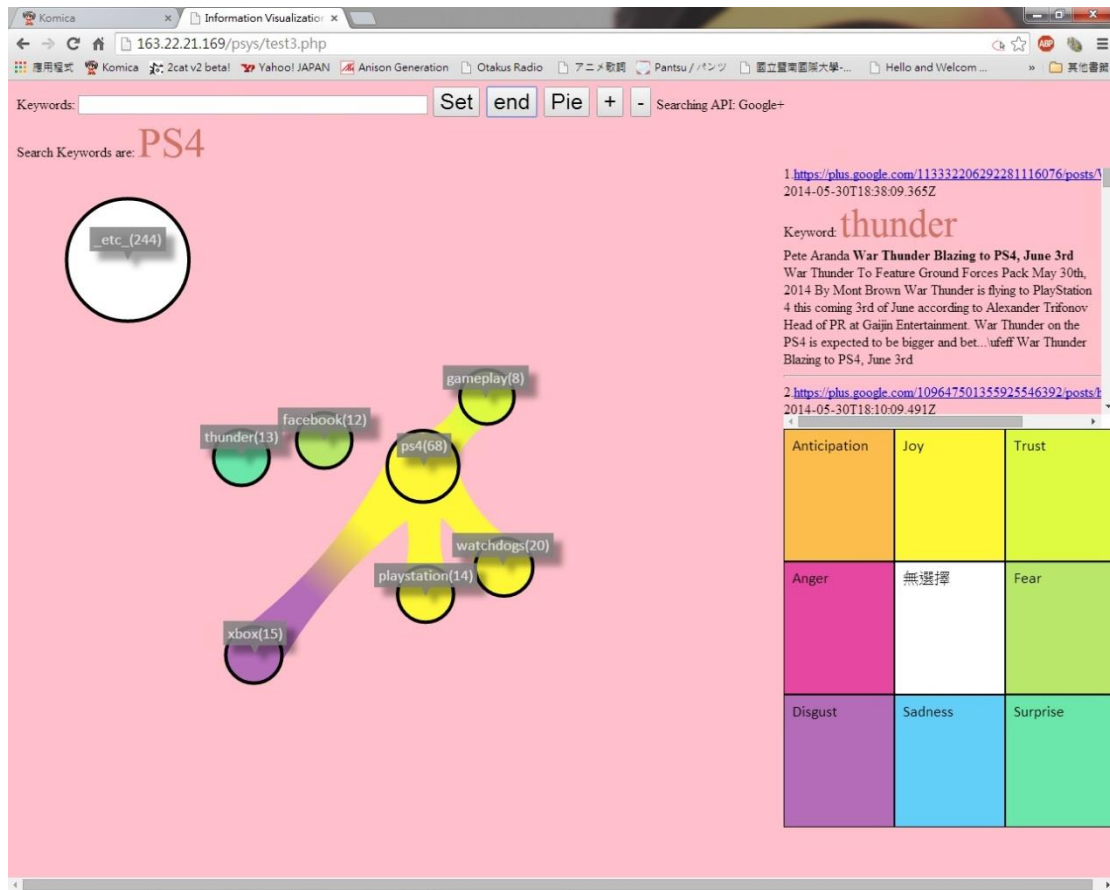 Komica
Information Visualization
163.22.21.169/psys/test3.php
應用程式 Komica 2cat v2 beta! Yahoo! JAPAN Anison Generation Otakus Radio アニメ歌詞 Pantsu / パンツ 國立暨南國際大學-... Hello and Welcom ... » 其他書籤
Keywords: Set end Pie + - Searching API: Google+
Search Keywords are: PS4
_etc_(244)
gameplay(8)
facebook(12)
thunder(13)
ps4(68)
watchdogs(20)
playstation(14)
xbox(15)
1.https://plus.google.com/113332206292281116076/posts/
2014-05-30T18:38:09.365Z
Keyword: thunder
Pete Aranda War Thunder Blazing to PS4, June 3rd
War Thunder To Feature Ground Forces Pack May 30th,
2014 By Mont Brown War Thunder is flying to PlayStation
4 this coming 3rd of June according to Alexander Trifonov
Head of PR at Gaijin Entertainment. War Thunder on the
PS4 is expected to be bigger and bet...\ufeff War Thunder
Blazing to PS4, June 3rd
2.https://plus.google.com/109647501355925546392/posts/
2014-05-30T18:10:09.491Z
Anticipation Joy Trust
Anger 無選擇 Fear
Disgust Sadness Surprise